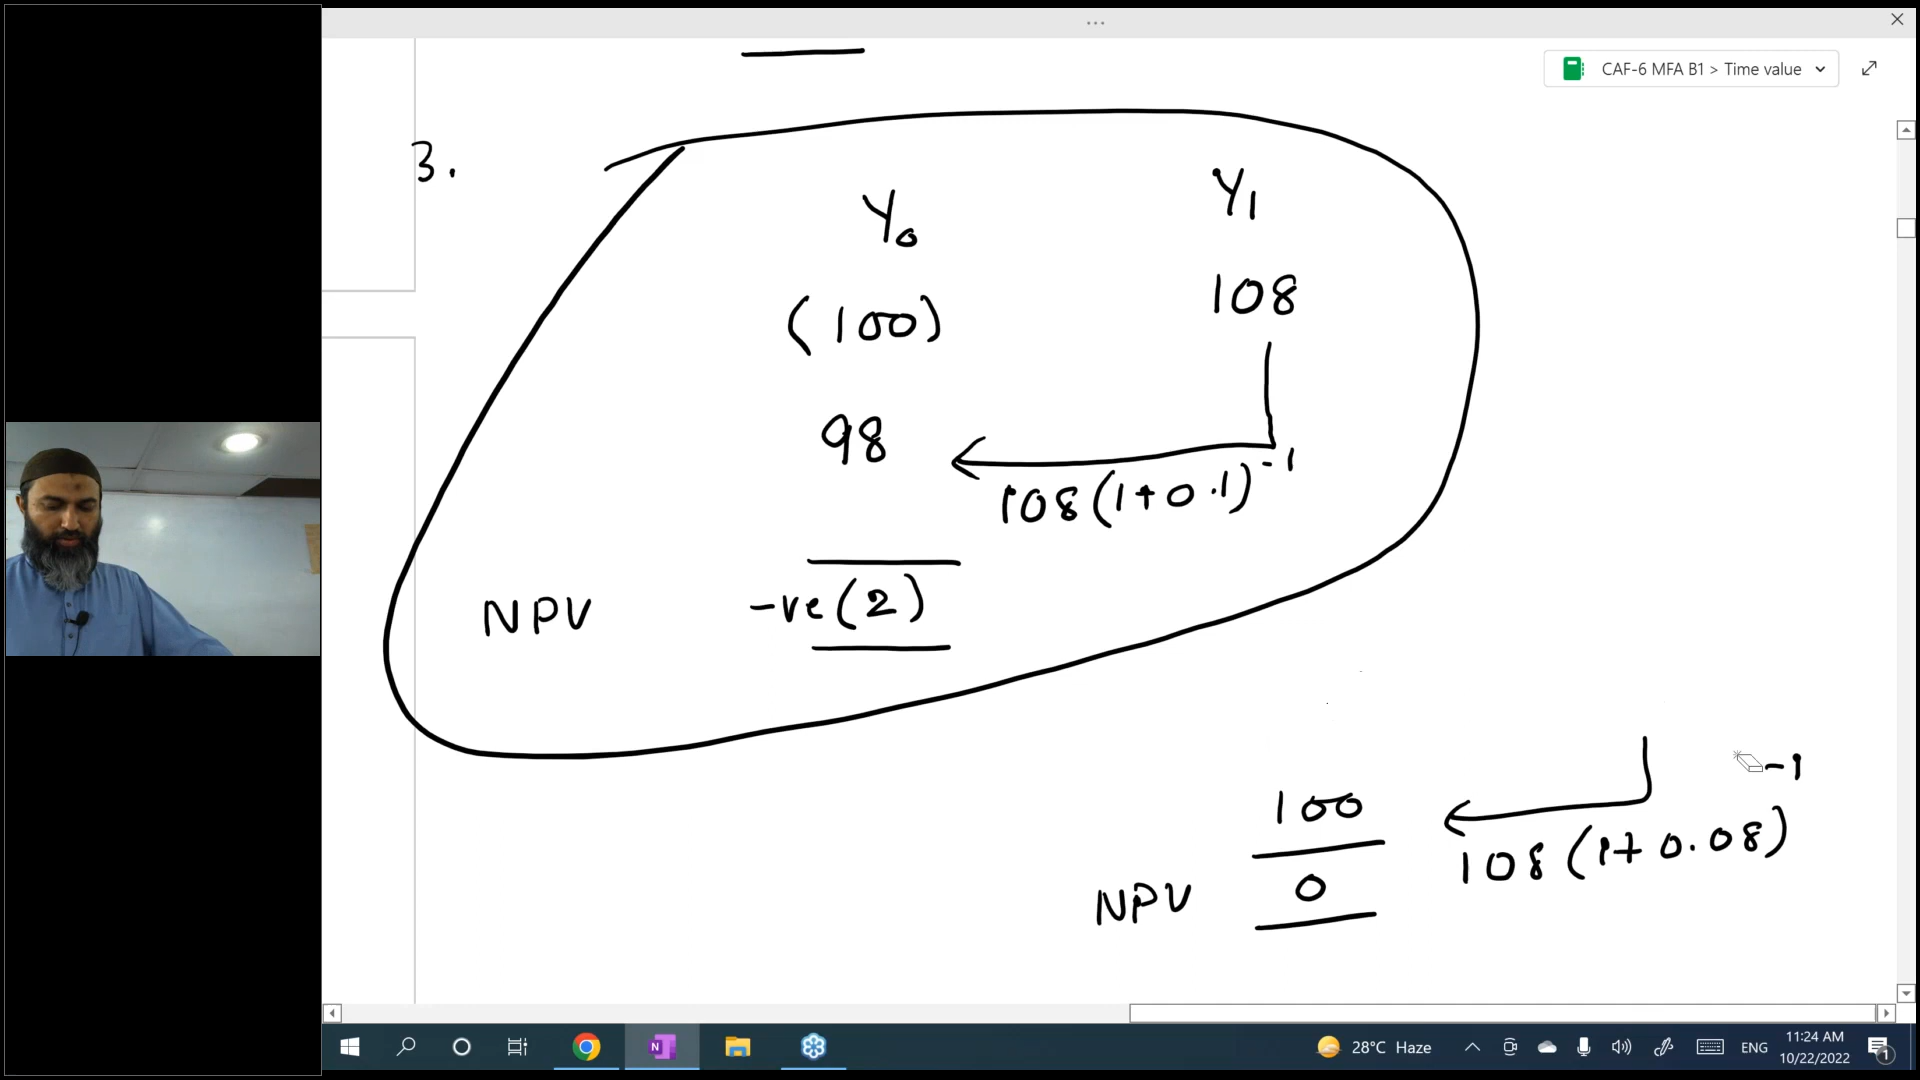 CAF-6 MFA B1 > Time value
3.
Y0 Y1
(100) 108
98
108(1+0.1)-1
NPV -ve (2)
100
-1
108(1+0.08)
NPV 0
28°C Haze
ENG
11:24 AM
10/22/2022
1